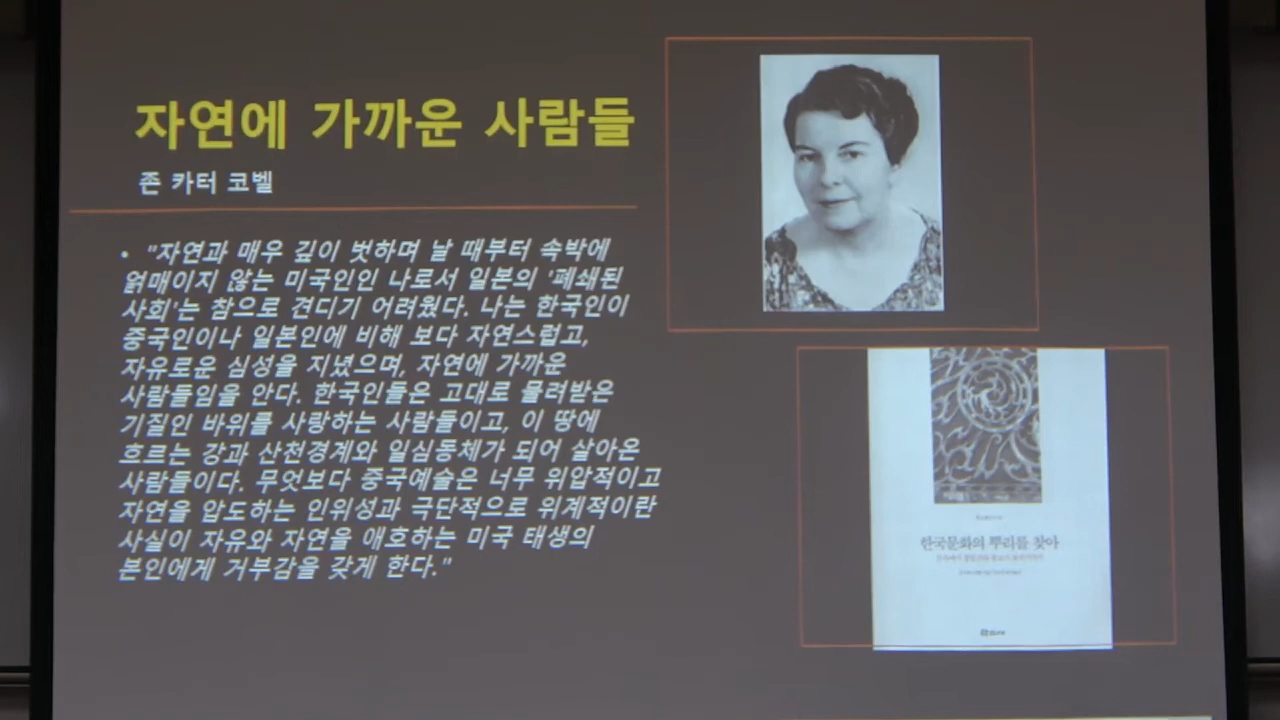 자연에 가까운 사람들
존 카터 코벨
• "자연과 매우 깊이 벗하며 날 때부터 속박에
얽매이지 않는 미국인인 나로서 일본의 '폐쇄된
사회'는 참으로 견디기 어려웠다. 나는 한국인이
중국인이나 일본인에 비해 보다 자연스럽고,
자유로운 심성을 지녔으며, 자연에 가까운
사람들임을 안다. 한국인들은 고대로 물려받은
기질인 바위를 사랑하는 사람들이고, 이 땅에
흐르는 강과 산천경계와 일심동체가 되어 살아온
사람들이다. 무엇보다 중국예술은 너무 위압적이고
자연을 압도하는 인위성과 극단적으로 위계적이란
사실이 자유와 자연을 애호하는 미국 태생의
본인에게 거부감을 갖게 한다."
한국문화의 뿌리를 찾아